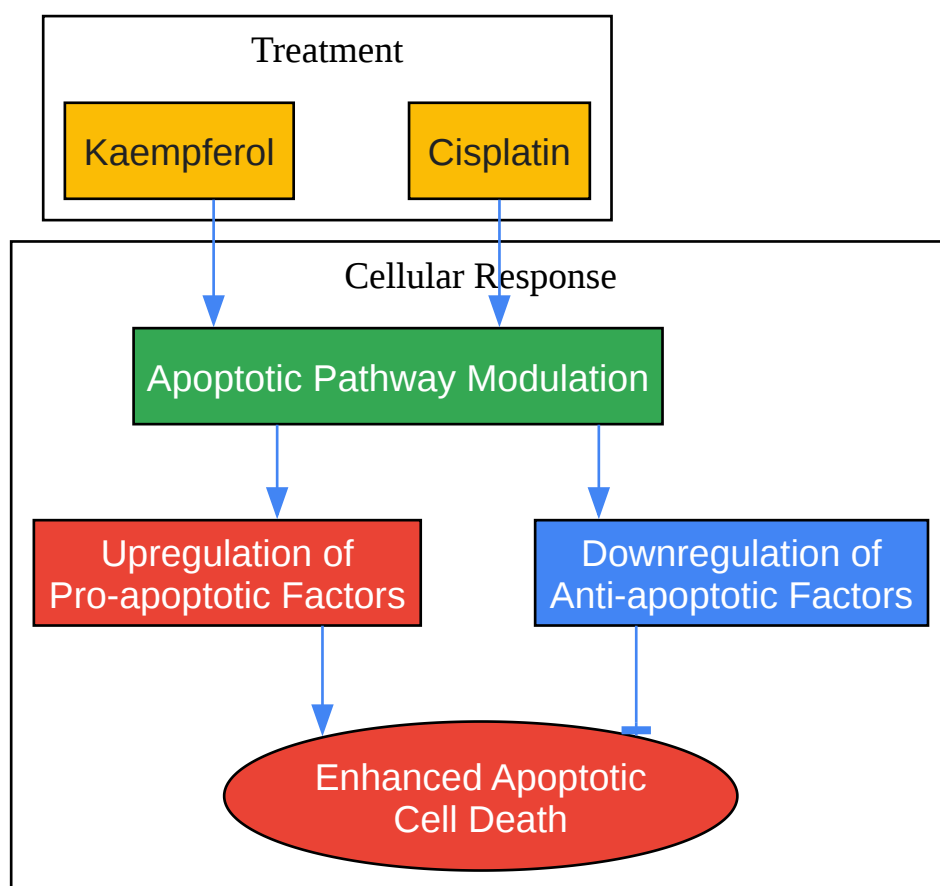 Treatment
Kaempferol
Cisplatin
Cellular Response
Apoptotic Pathway Modulation
Upregulation of
Pro-apoptotic Factors
Downregulation of
Anti-apoptotic Factors
Enhanced Apoptotic
Cell Death